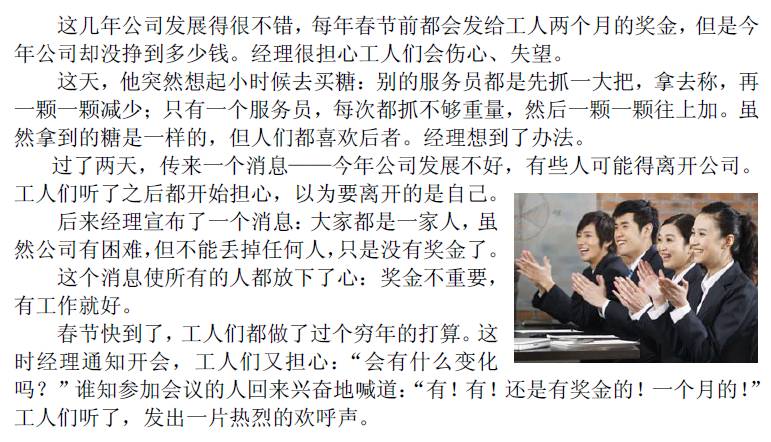 这几年公司发展得很不错，每年春节前都会发给工人两个月的奖金，但是今
年公司却没挣到多少钱。经理很担心工人们会伤心、失望。
这天，他突然想起小时候去买糖：别的服务员都是先抓一大把，拿去称，再
一颗一颗减少；只有一个服务员，每次都抓不够重量，然后一颗一颗往上加。虽
然拿到的糖是一样的，但人们都喜欢后者。经理想到了办法。
过了两天，传来一个消息——今年公司发展不好，有些人可能得离开公司。
工人们听了之后都开始担心，以为要离开的是自己。
后来经理宣布了一个消息：大家都是一家人，虽
然公司有困难，但不能丢掉任何人，只是没有奖金了。
这个消息使所有的人都放下了心：奖金不重要，
有工作就好。
春节快到了，工人们都做了过个穷年的打算。这
时经理通知开会，工人们又担心：“会有什么变化
吗？”谁知参加会议的人回来兴奋地喊道：“有！有！还是有奖金的！一个月的！”
工人们听了，发出一片热烈的欢呼声。